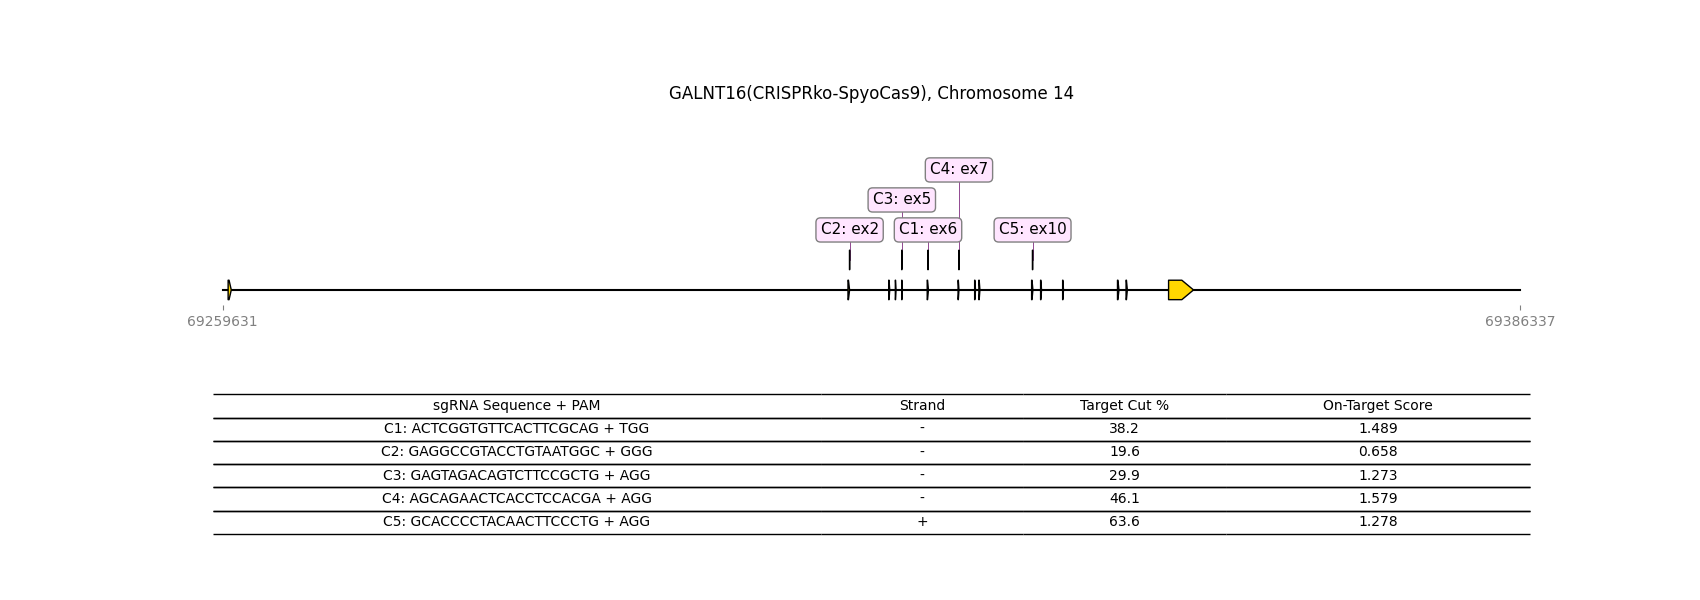 GALNT16(CRISPRko-SpyoCas9), Chromosome 14
C4: ex7
C3: ex5
C2: ex2 C1: ex6 C5: ex10
69259631 69386337
sgRNA Sequence + PAM Strand Target Cut % On-Target Score
C1: ACTCGGTGTTCACTTCGCAG + TGG - 38.2 1.489
C2: GAGGCCGTACCTGTAATGGC + GGG - 19.6 0.658
C3: GAGTAGACAGTCTTCCGCTG + AGG - 29.9 1.273
C4: AGCAGAACTCACCTCCACGA + AGG - 46.1 1.579
C5: GCACCCCTACAACTTCCCTG + AGG + 63.6 1.278